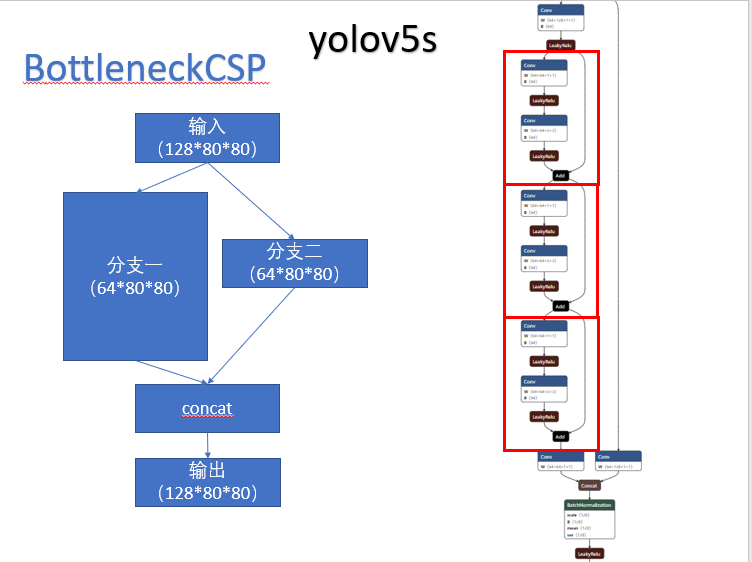 yolov5s
BottleneckCSP
输入
（128*80*80）
分支一
（64*80*80）
分支二
（64*80*80）
concat
输出
（128*80*80）
Conv
W ⟨64×128×1×1⟩
B ⟨64⟩
LeakyRelu
Conv
W ⟨64×64×1×1⟩
B ⟨64⟩
LeakyRelu
Conv
W ⟨64×64×3×3⟩
B ⟨64⟩
LeakyRelu
Add
Conv
W ⟨64×64×1×1⟩
B ⟨64⟩
LeakyRelu
Conv
W ⟨64×64×3×3⟩
B ⟨64⟩
LeakyRelu
Add
Conv
W ⟨64×64×1×1⟩
B ⟨64⟩
LeakyRelu
Conv
W ⟨64×64×3×3⟩
B ⟨64⟩
LeakyRelu
Add
Conv
W ⟨64×64×1×1⟩
Conv
W ⟨64×128×1×1⟩
Concat
BatchNormalization
scale ⟨128⟩
B ⟨128⟩
mean ⟨128⟩
var ⟨128⟩
LeakyRelu